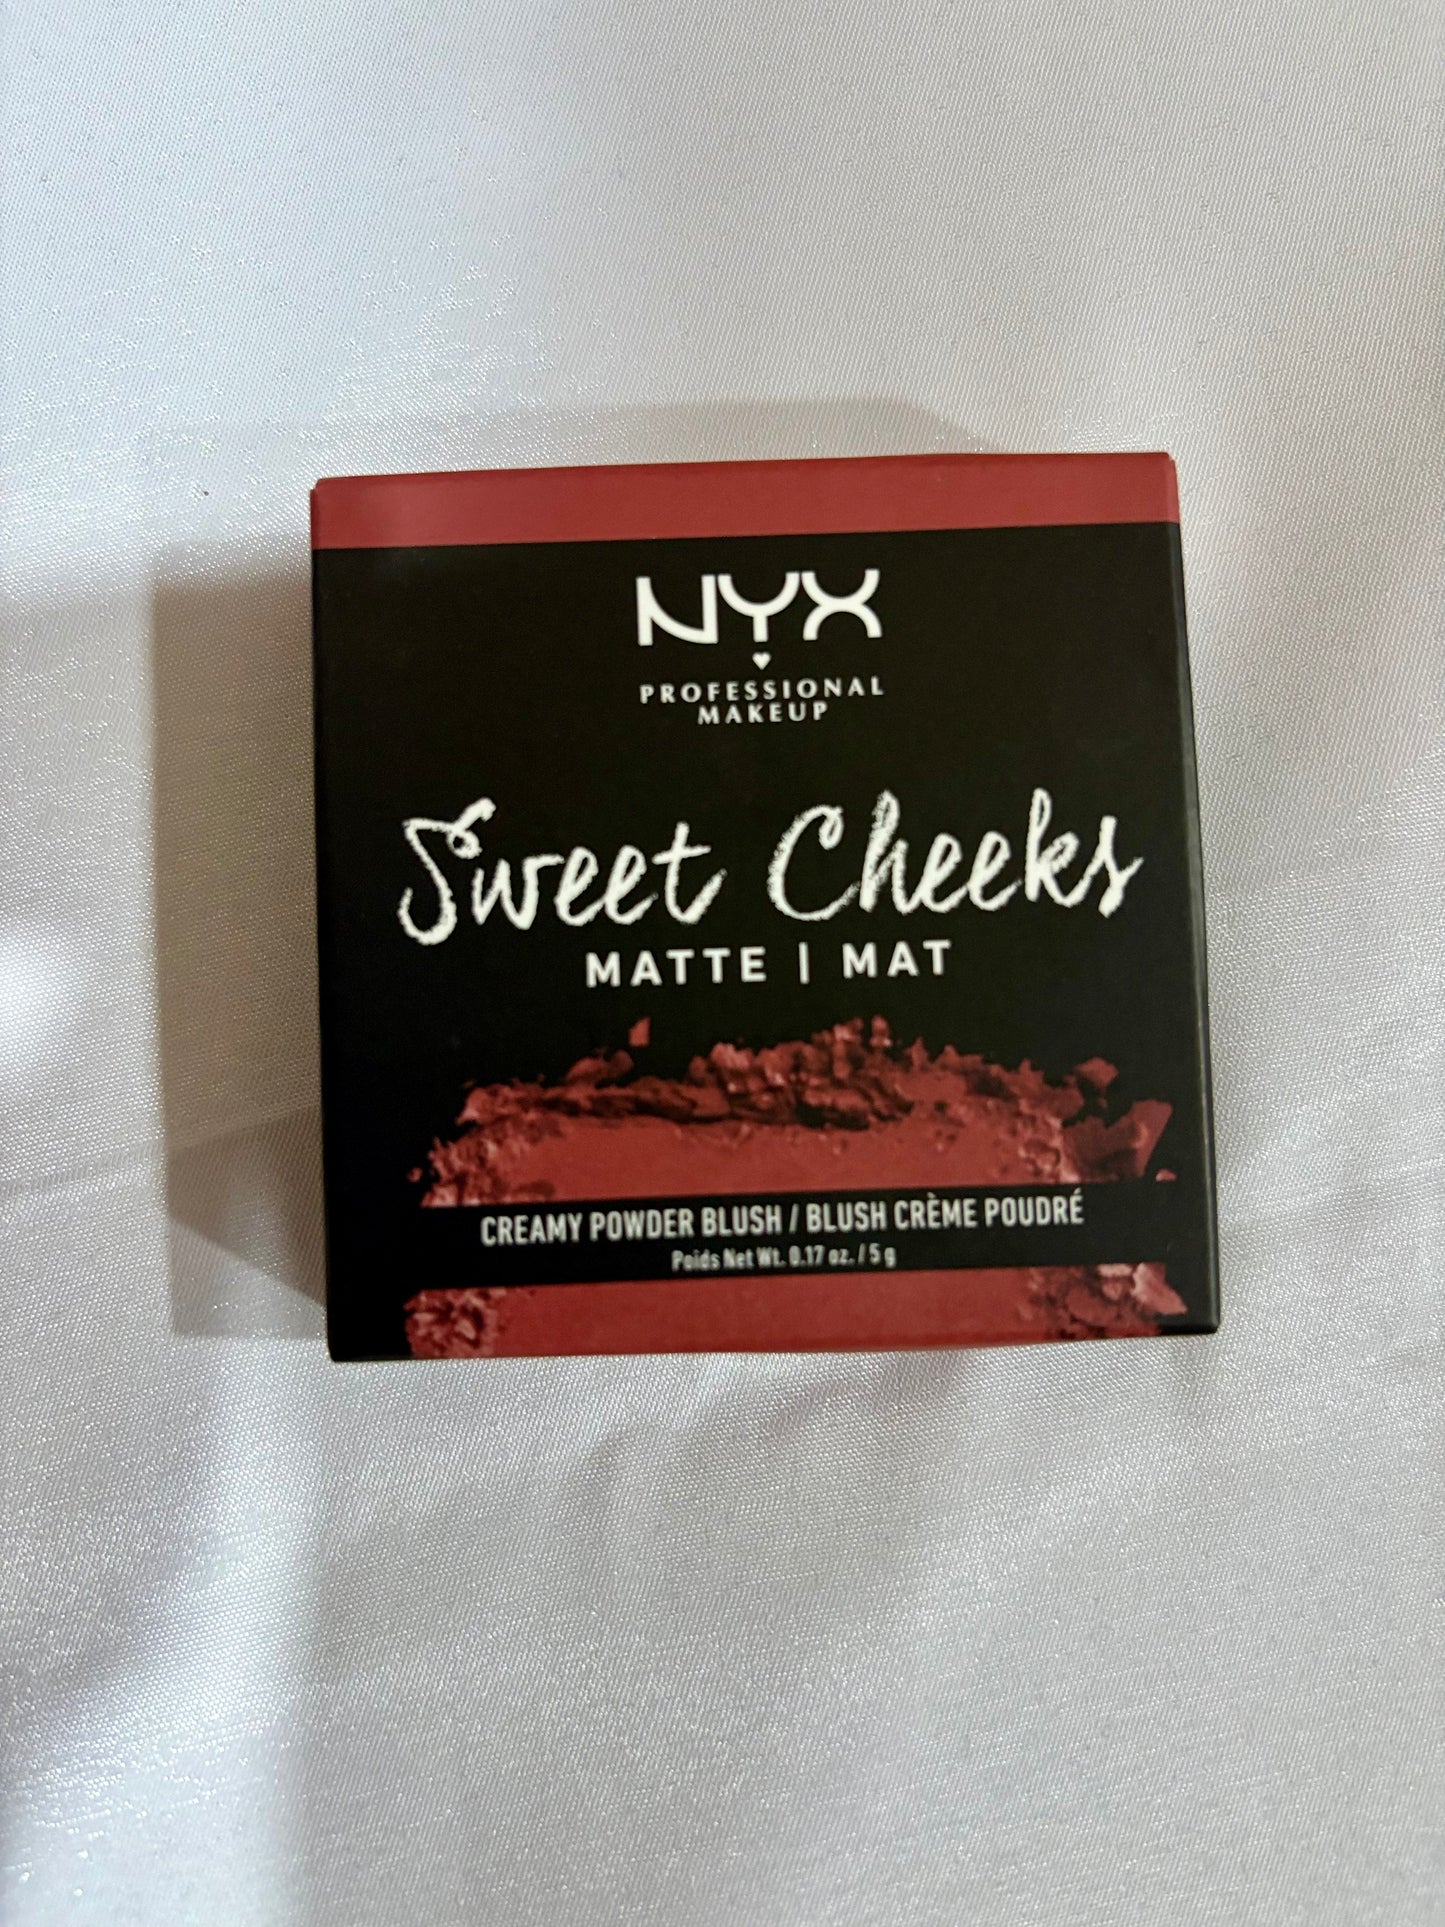 NYX
PROFESSIONAL
MAKEUP
Sweet Cheeks
MATTE | MAT
CREAMY POWDER BLUSH / BLUSH CRÈME POUDRÉ
Poids Net Wt. 0.17 oz. / 5 g